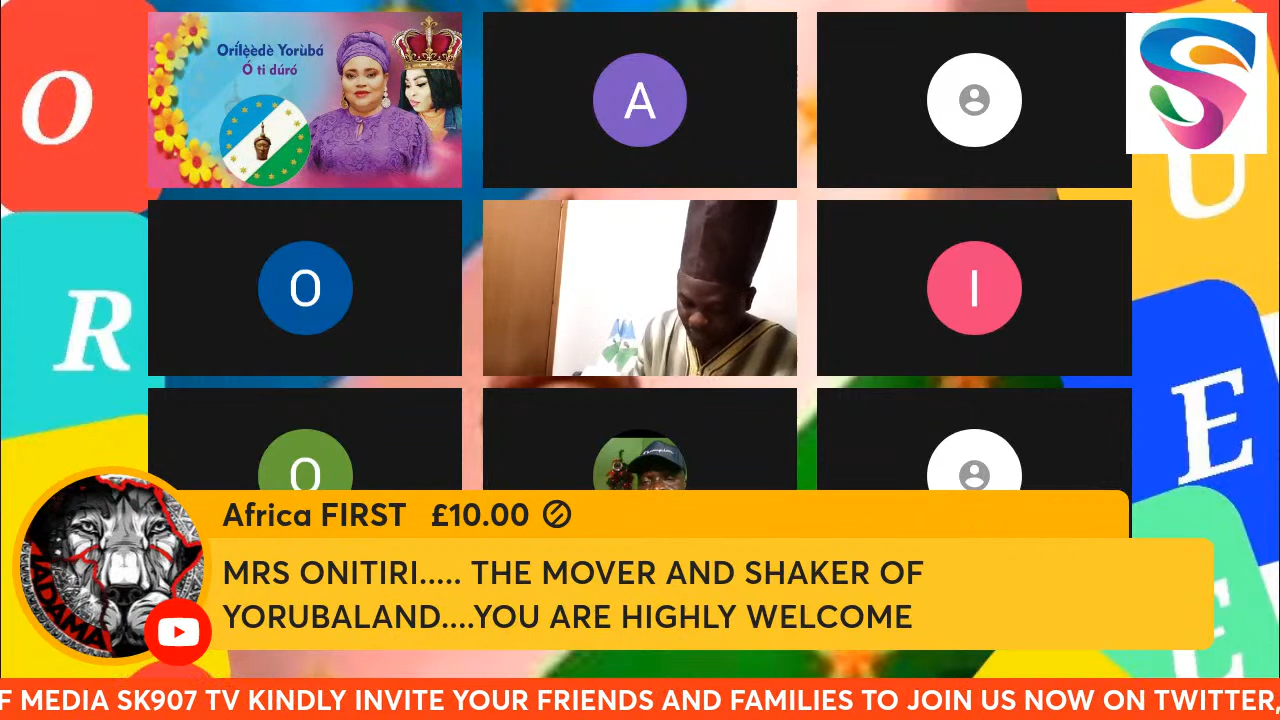 O
Orílẹ̀èdè Yorùbá
Ó ti dúró
A
U
O
R
I
E
O
Africa FIRST £10.00
MRS ONITIRI..... THE MOVER AND SHAKER OF
YORUBALAND....YOU ARE HIGHLY WELCOME
ADAMA
E
F MEDIA SK907 TV KINDLY INVITE YOUR FRIENDS AND FAMILIES TO JOIN US NOW ON TWITTER,